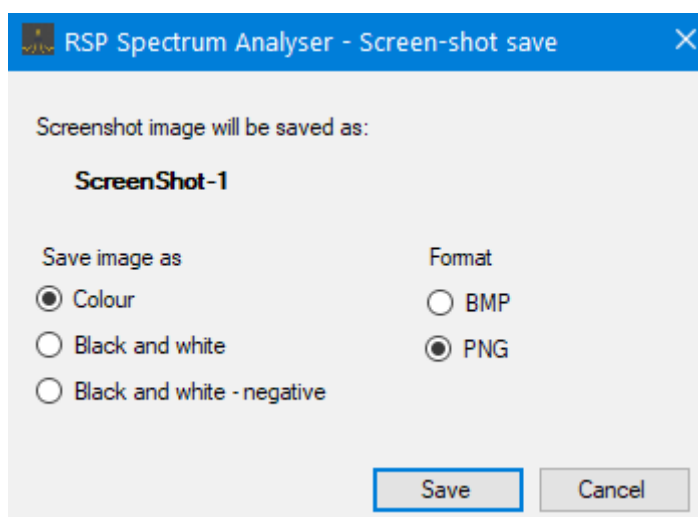 RSP Spectrum Analyser - Screen-shot save
Screenshot image will be saved as:
ScreenShot-1
Save image as
Format
Colour
BMP
Black and white
PNG
Black and white - negative
Save
Cancel